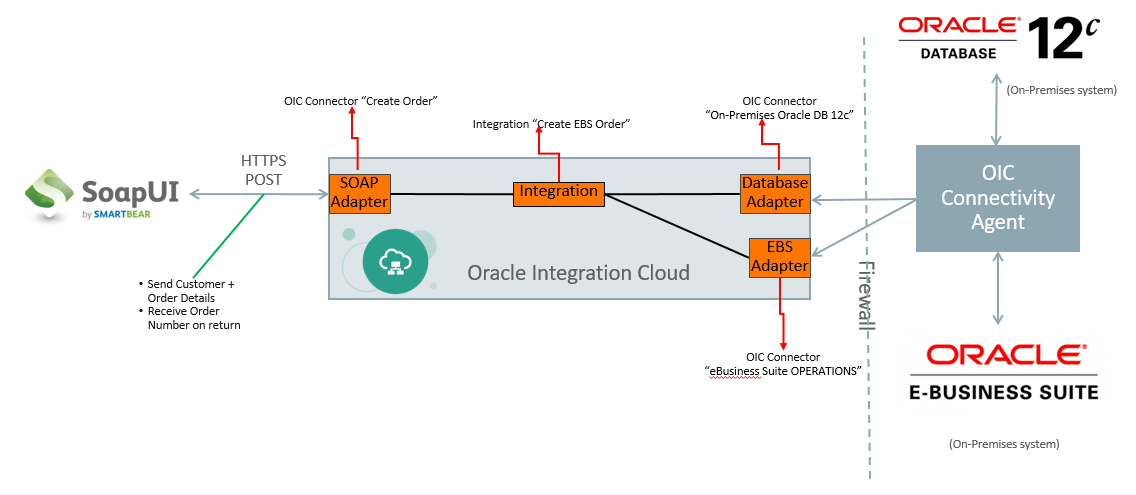 ORACLE®
DATABASE
12c
(On-Premises system)
OIC Connector “Create Order”
Integration “Create EBS Order”
OIC Connector
“On-Premises Oracle DB 12c”
HTTPS
POST
SoapUI
by SMARTBEAR
SOAP
Adapter
Integration
Database
Adapter
EBS
Adapter
Oracle Integration Cloud
OIC
Connectivity
Agent
Firewall
• Send Customer +
Order Details
• Receive Order
Number on return
OIC Connector
“eBusiness Suite OPERATIONS”
ORACLE®
E-BUSINESS SUITE
(On-Premises system)